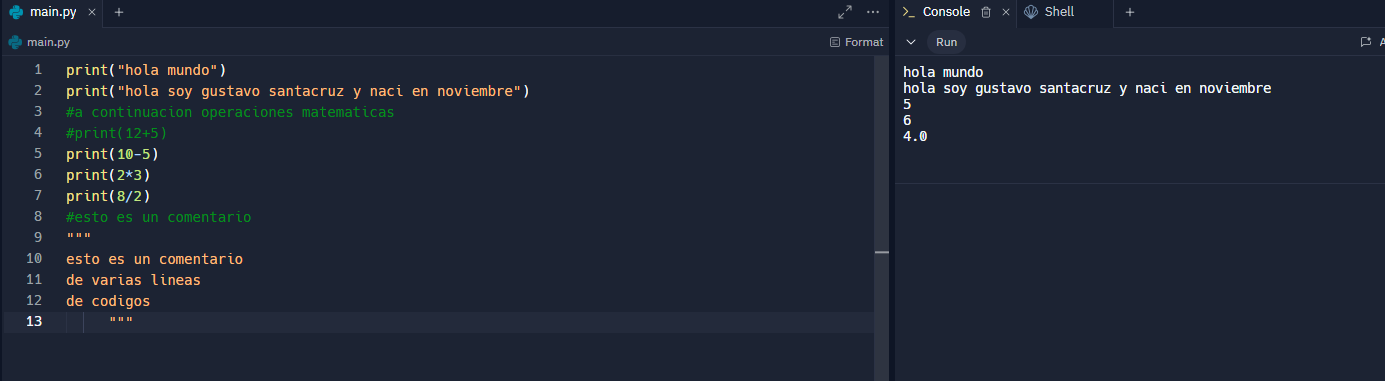 main.py × +
main.py
Format
1 print("hola mundo")
2 print("hola soy gustavo santacruz y naci en noviembre")
3 #a continuacion operaciones matematicas
4 #print(12+5)
5 print(10-5)
6 print(2*3)
7 print(8/2)
8 #esto es un comentario
9 """
10 esto es un comentario
11 de varias lineas
12 de codigos
13 """
Console × Shell +
Run
A
hola mundo
hola soy gustavo santacruz y naci en noviembre
5
6
4.0